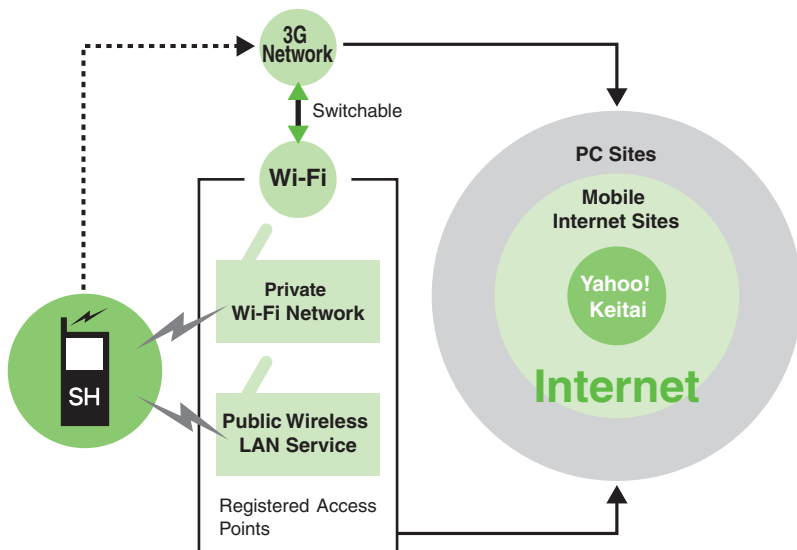 3G
Network
Switchable
Wi-Fi
Private
Wi-Fi Network
SH
Public Wireless
LAN Service
Registered Access
Points
PC Sites
Mobile
Internet Sites
Yahoo!
Keitai
Internet